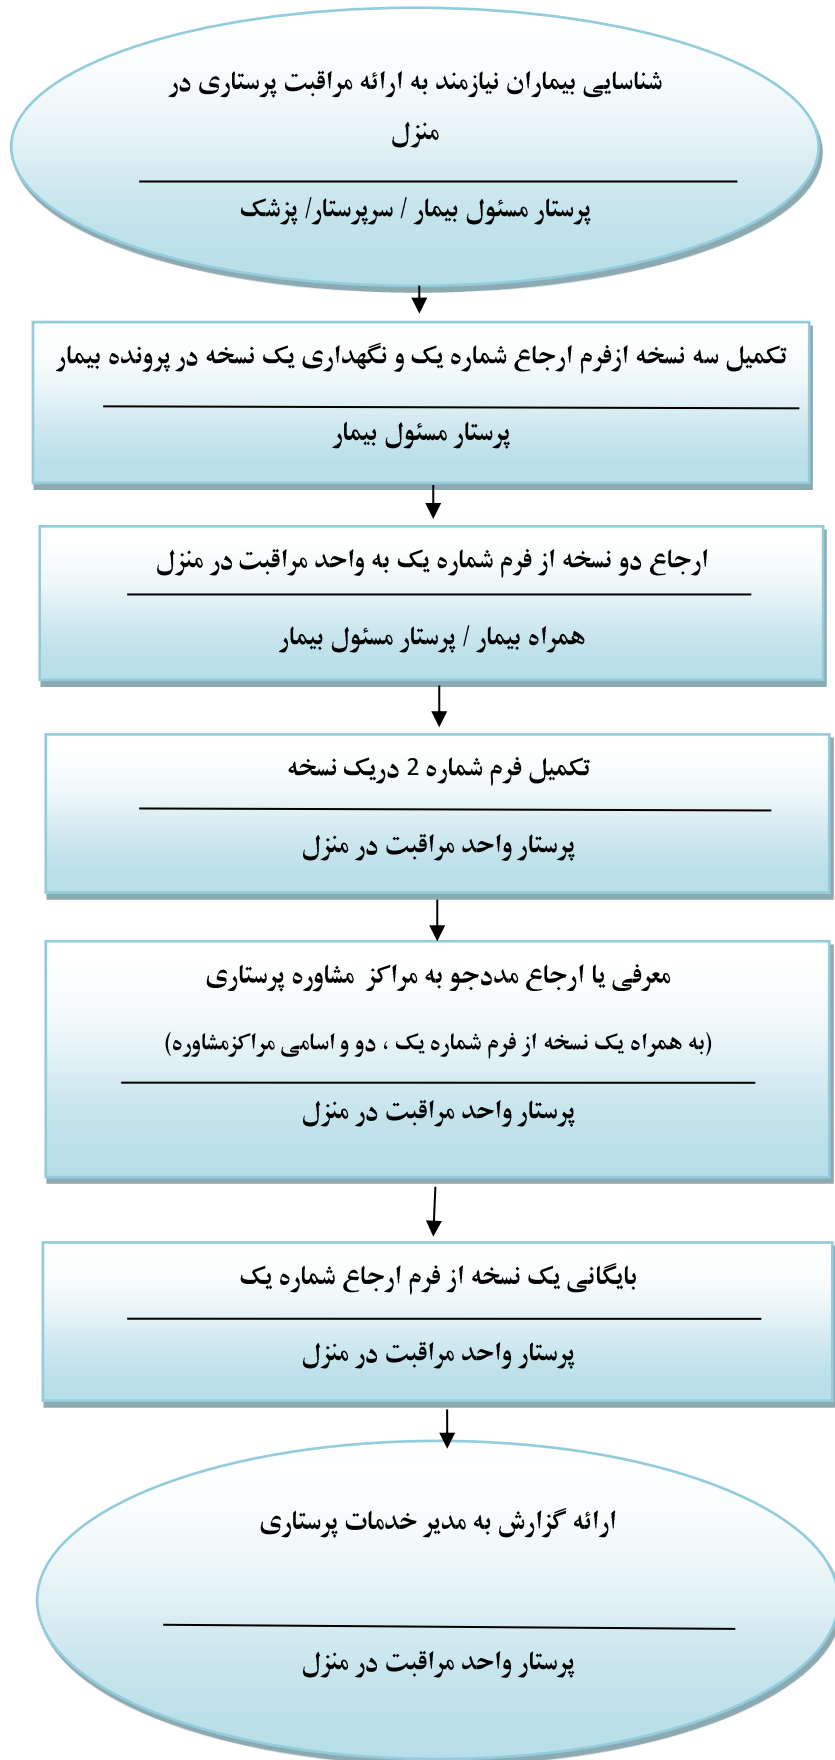 شناسایی بیماران نیازمند به ارائه مراقبت پرستاری در
منزل
پرستار مسئول بیمار / سرپرستار/ پزشک
تکمیل سه نسخه ازفرم ارجاع شماره یک و نگهداری یک نسخه در پرونده بیمار
پرستار مسئول بیمار
ارجاع دو نسخه از فرم شماره یک به واحد مراقبت در منزل
همراه بیمار / پرستار مسئول بیمار
تکمیل فرم شماره 2 دریک نسخه
پرستار واحد مراقبت در منزل
معرفی یا ارجاع مددجو به مراکز مشاوره پرستاری
(به همراه یک نسخه از فرم شماره یک ، دو و اسامی مراکزمشاوره)
پرستار واحد مراقبت در منزل
بایگانی یک نسخه از فرم ارجاع شماره یک
پرستار واحد مراقبت در منزل
ارائه گزارش به مدیر خدمات پرستاری
پرستار واحد مراقبت در منزل